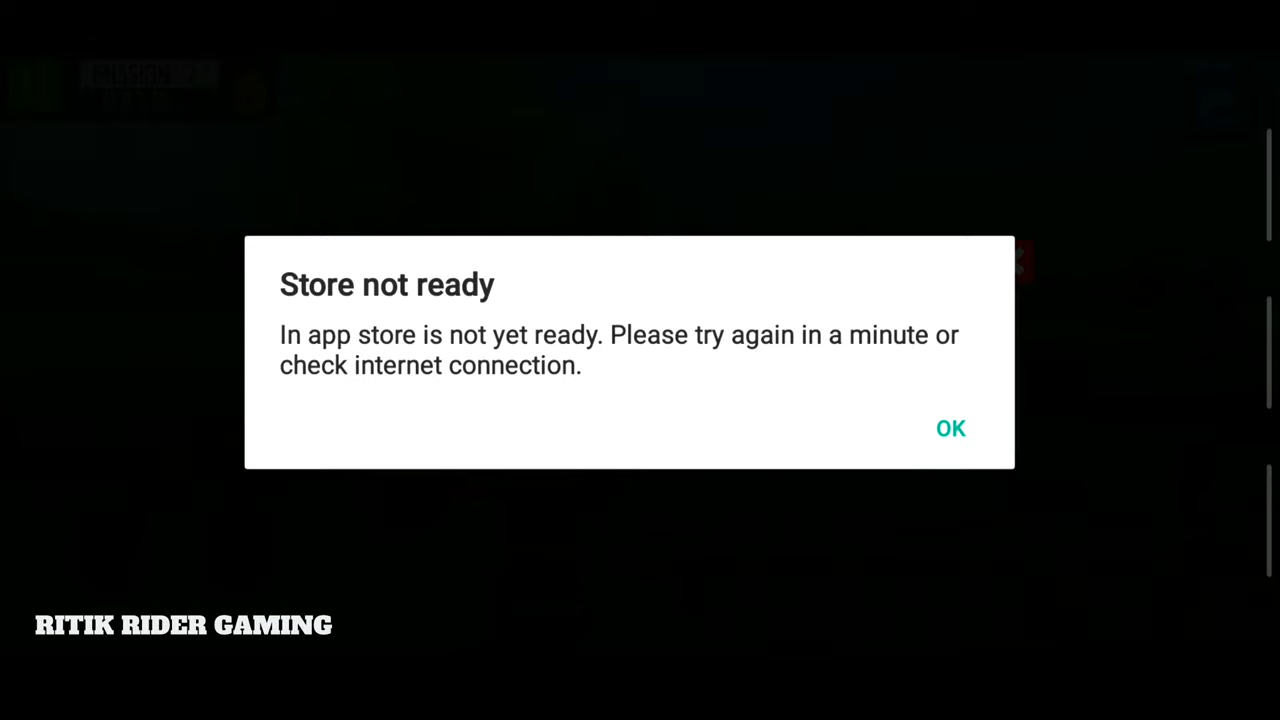 Store not ready
In app store is not yet ready. Please try again in a minute or
check internet connection.
OK
RITIK RIDER GAMING